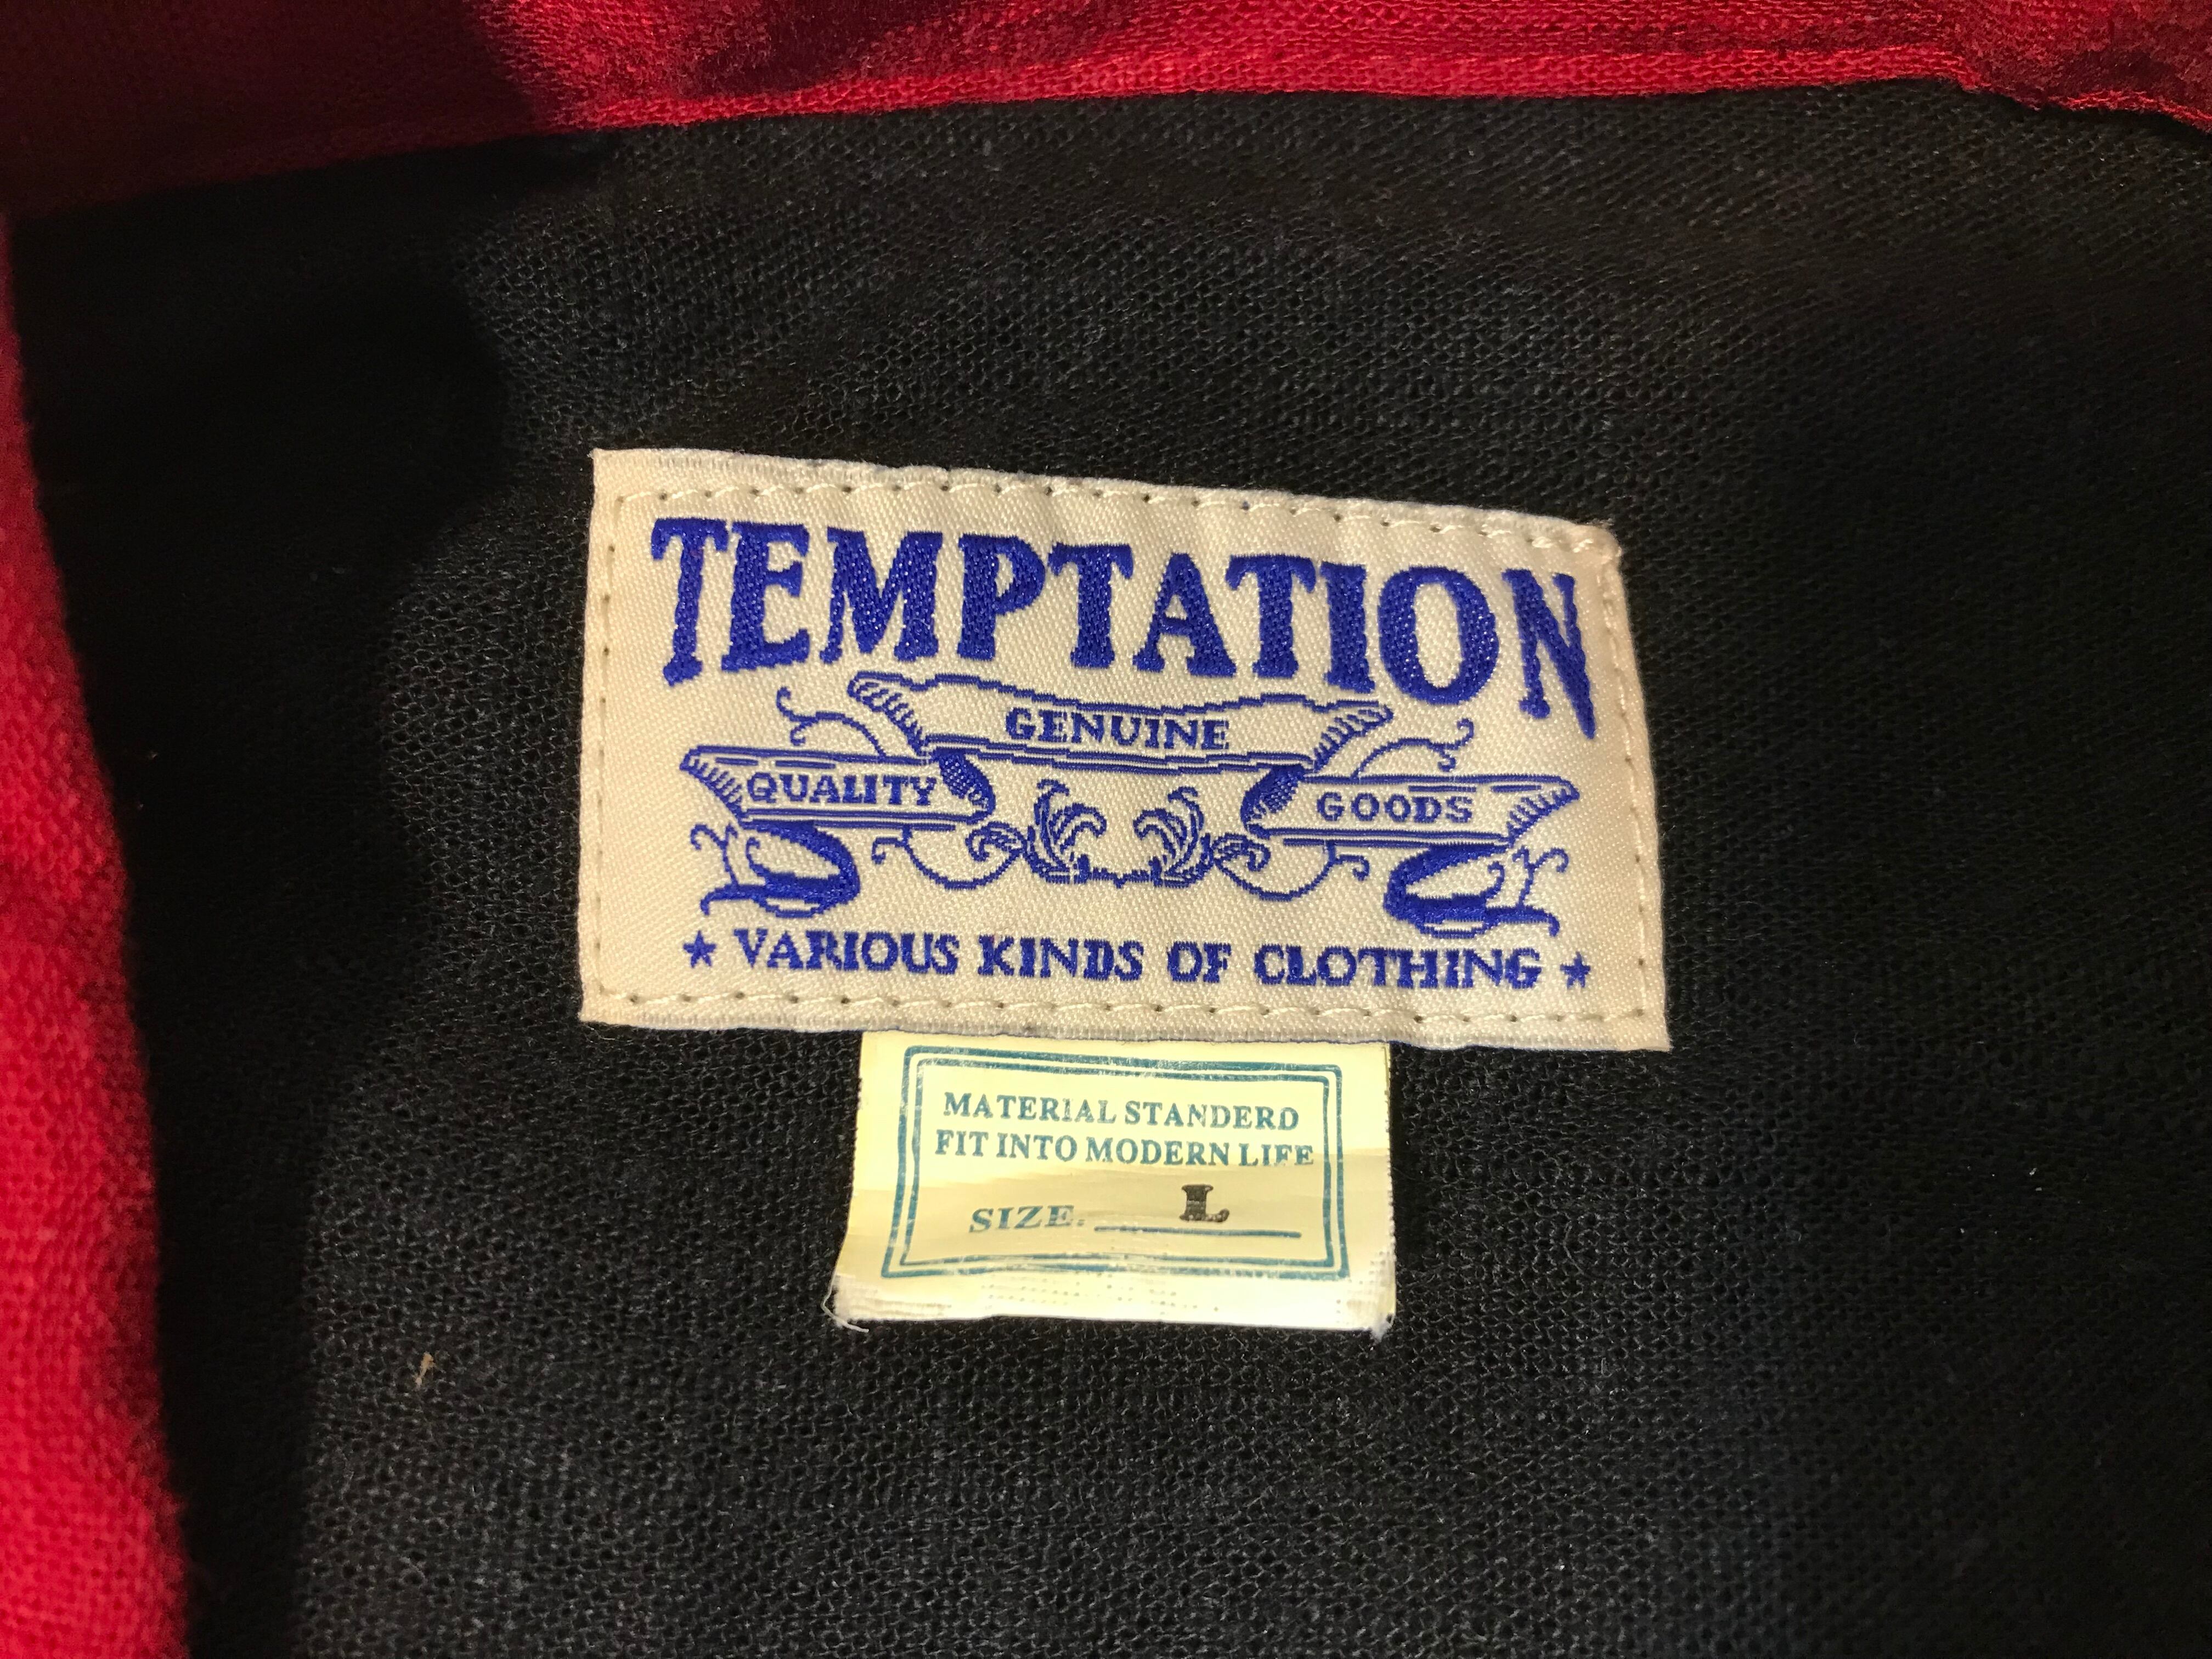 TEMPTATION
GENUINE
QUALITY GOODS
★ VARIOUS KINDS OF CLOTHING ★
MATERIAL STANDERD
FIT INTO MODERN LIFE
SIZE. L